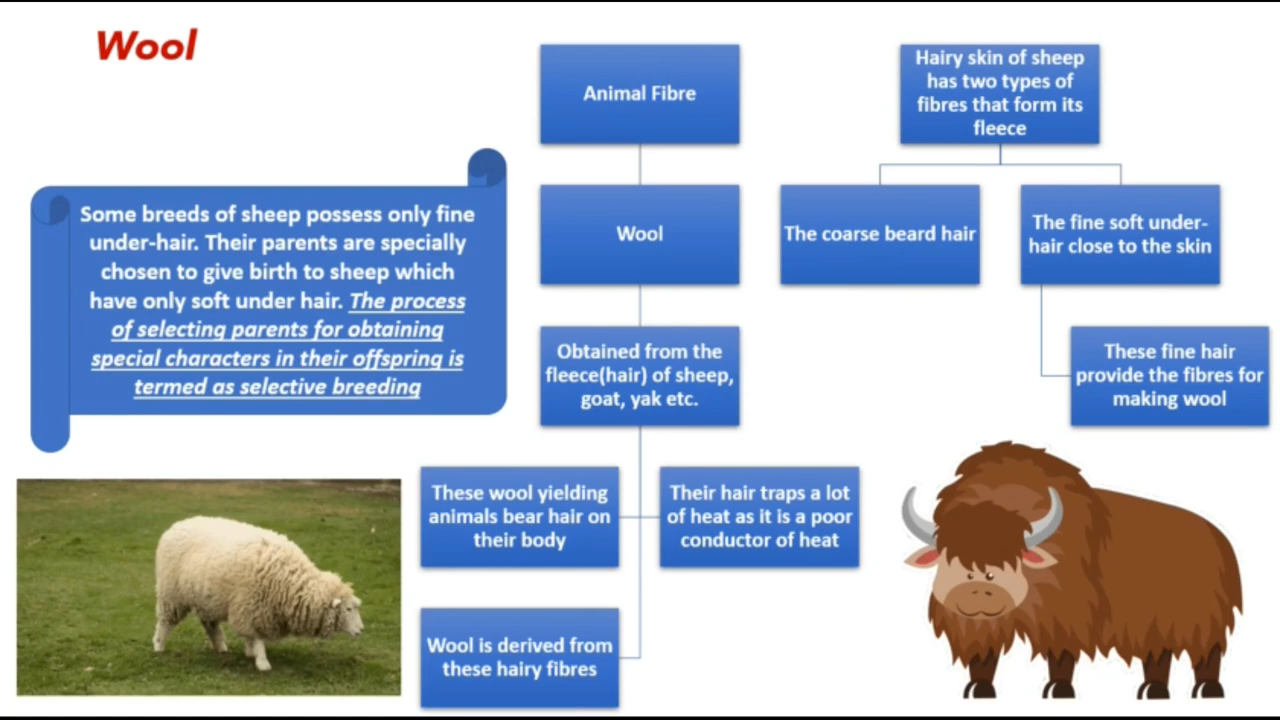 Wool
Some breeds of sheep possess only fine
under-hair. Their parents are specially
chosen to give birth to sheep which
have only soft under hair. The process
of selecting parents for obtaining
special characters in their offspring is
termed as selective breeding
Animal Fibre
Wool
Obtained from the
fleece(hair) of sheep,
goat, yak etc.
These wool yielding
animals bear hair on
their body
Their hair traps a lot
of heat as it is a poor
conductor of heat
Wool is derived from
these hairy fibres
Hairy skin of sheep
has two types of
fibres that form its
fleece
The coarse beard hair
The fine soft under-
hair close to the skin
These fine hair
provide the fibres for
making wool